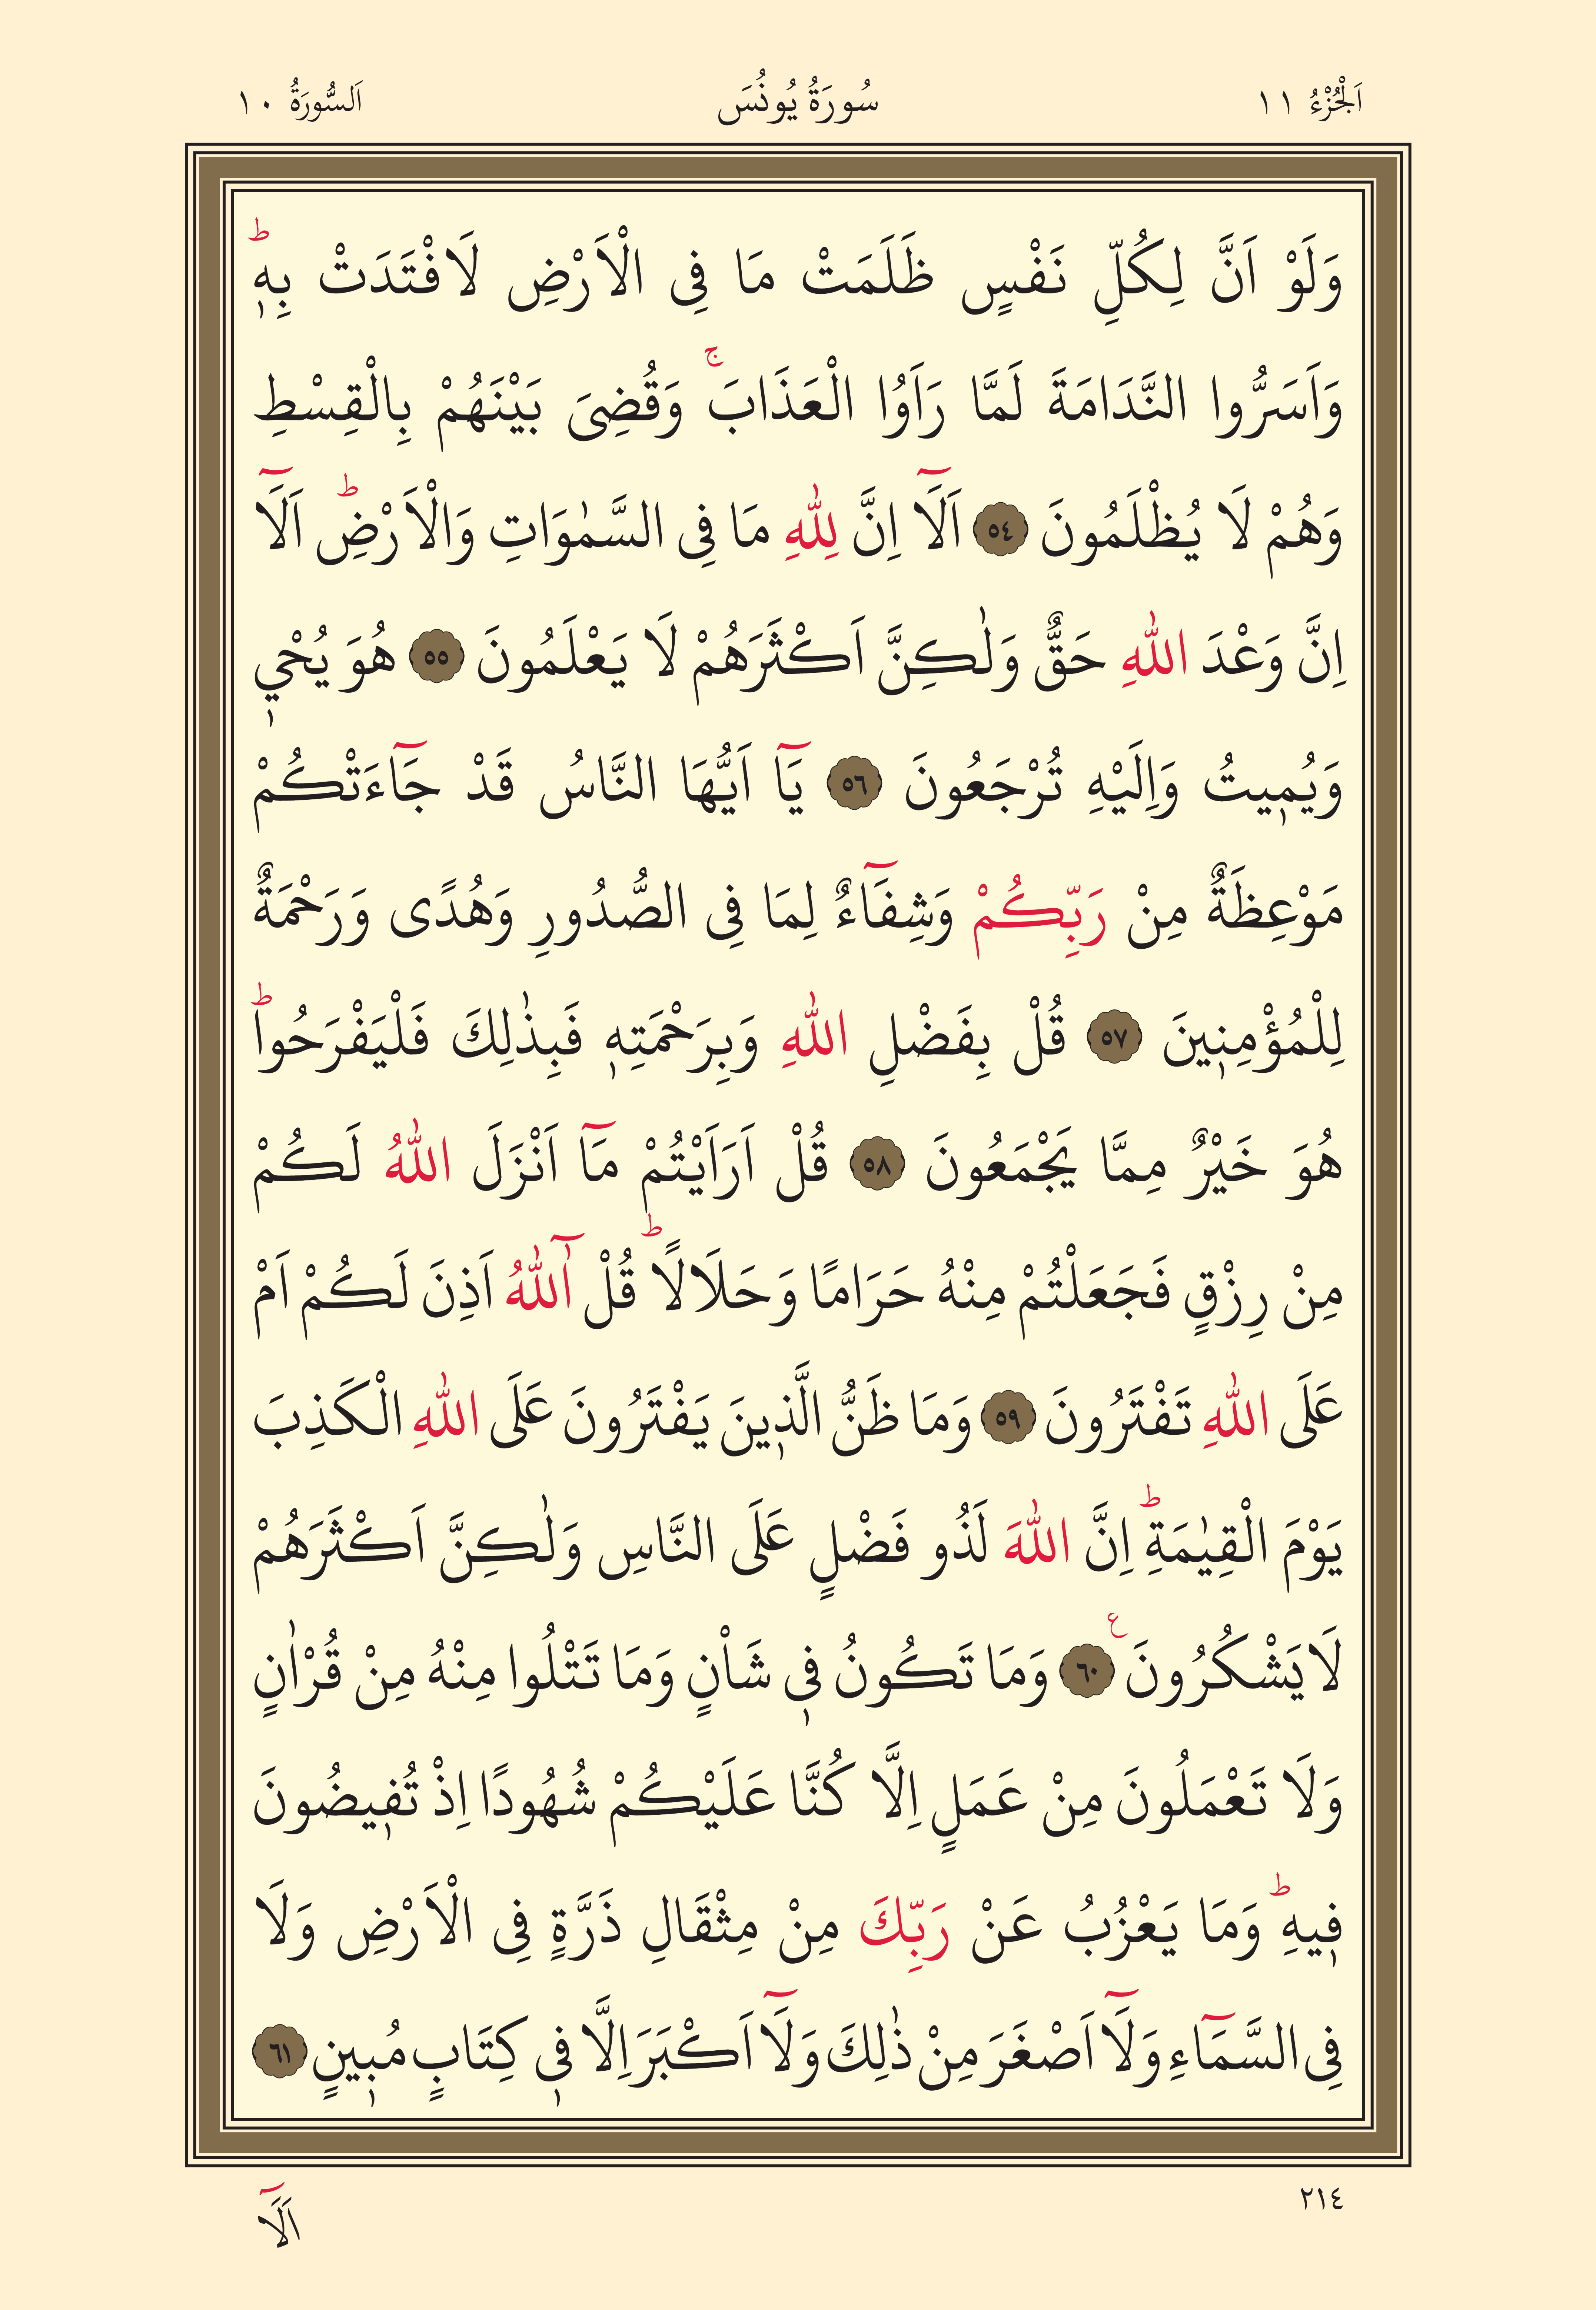 اَلْجُزْءُ ١١
سُورَةُ يُونُسَ
اَلسُّورَةُ ١٠
وَلَوْ اَنَّ لِكُلِّ نَفْسٍ ظَلَمَتْ مَا فِى الْاَرْضِ لَافْتَدَتْ بِهٖؕ
وَاَسَرُّوا النَّدَامَةَ لَمَّا رَاَوُا الْعَذَابَۚ وَقُضِىَ بَيْنَهُمْ بِالْقِسْطِ
وَهُمْ لَا يُظْلَمُونَ ٥٤ اَلَٓا اِنَّ لِلّٰهِ مَا فِى السَّمٰوَاتِ وَالْاَرْضِؕ اَلَٓا
اِنَّ وَعْدَ اللّٰهِ حَقٌّ وَلٰكِنَّ اَكْثَرَهُمْ لَا يَعْلَمُونَ ٥٥ هُوَ يُحْيٖ
وَيُمٖيتُ وَاِلَيْهِ تُرْجَعُونَ ٥٦ يَٓا اَيُّهَا النَّاسُ قَدْ جَٓاءَتْكُمْ
مَوْعِظَةٌ مِنْ رَبِّكُمْ وَشِفَٓاءٌ لِمَا فِى الصُّدُورِ وَهُدًى وَرَحْمَةٌ
لِلْمُؤْمِنٖينَ ٥٧ قُلْ بِفَضْلِ اللّٰهِ وَبِرَحْمَتِهٖ فَبِذٰلِكَ فَلْيَفْرَحُواؕ
هُوَ خَيْرٌ مِمَّا يَجْمَعُونَ ٥٨ قُلْ اَرَاَيْتُمْ مَٓا اَنْزَلَ اللّٰهُ لَكُمْ
مِنْ رِزْقٍ فَجَعَلْتُمْ مِنْهُ حَرَامًا وَحَلَالًاؕ قُلْ آٰللّٰهُ اَذِنَ لَكُمْ اَمْ
عَلَى اللّٰهِ تَفْتَرُونَ ٥٩ وَمَا ظَنُّ الَّذٖينَ يَفْتَرُونَ عَلَى اللّٰهِ الْكَذِبَ
يَوْمَ الْقِيٰمَةِؕ اِنَّ اللّٰهَ لَذُو فَضْلٍ عَلَى النَّاسِ وَلٰكِنَّ اَكْثَرَهُمْ
لَا يَشْكُرُونَ ع ٦٠ وَمَا تَكُونُ فٖى شَاْنٍ وَمَا تَتْلُوا مِنْهُ مِنْ قُرْاٰنٍ
وَلَا تَعْمَلُونَ مِنْ عَمَلٍ اِلَّا كُنَّا عَلَيْكُمْ شُهُودًا اِذْ تُفٖيضُونَ
فٖيهِؕ وَمَا يَعْزُبُ عَنْ رَبِّكَ مِنْ مِثْقَالِ ذَرَّةٍ فِى الْاَرْضِ وَلَا
فِى السَّمَٓاءِ وَلَٓا اَصْغَرَ مِنْ ذٰلِكَ وَلَٓا اَكْبَرَ اِلَّا فٖى كِتَابٍ مُبٖينٍ ٦١
٢١٤
اَلَٓا